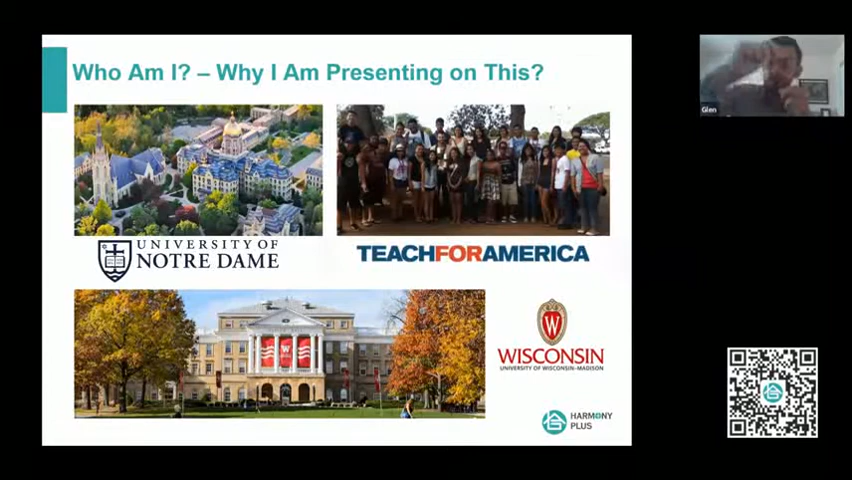 Who Am I? – Why I Am Presenting on This?
Glen
UNIVERSITY OF
NOTRE DAME
TEACHFORAMERICA
W
W
WISCONSIN
UNIVERSITY OF WISCONSIN–MADISON
HARMONY
PLUS